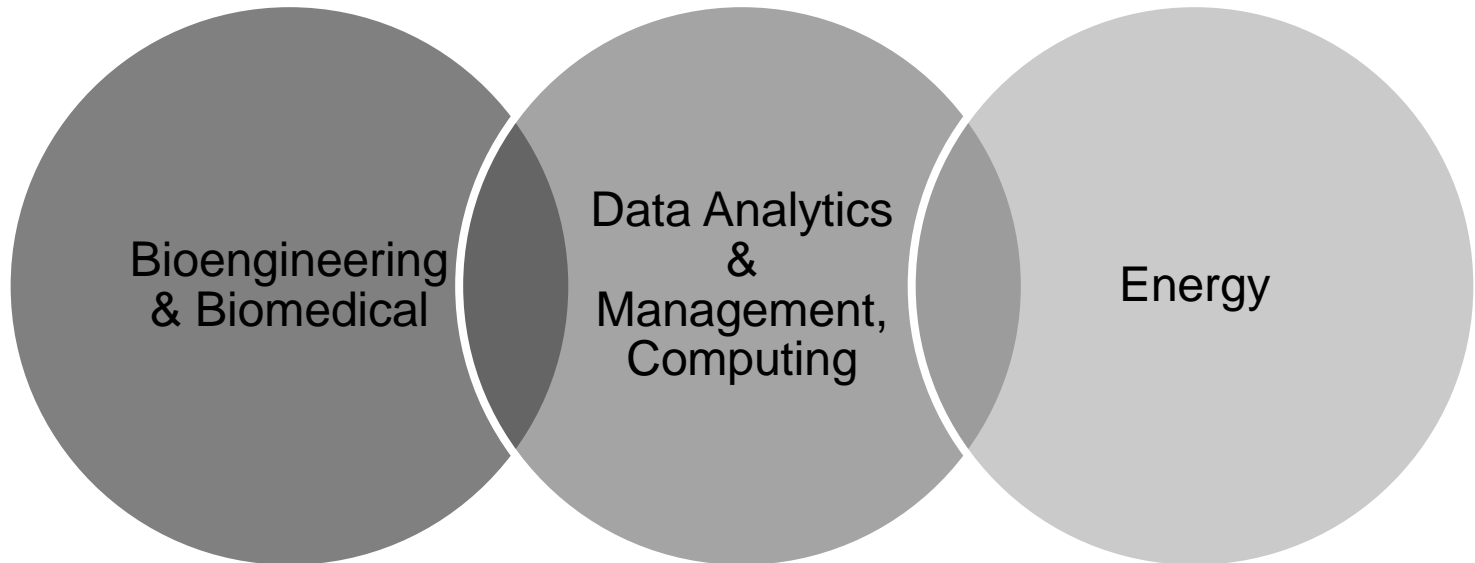 Bioengineering
& Biomedical
Data Analytics
&
Management,
Computing
Energy